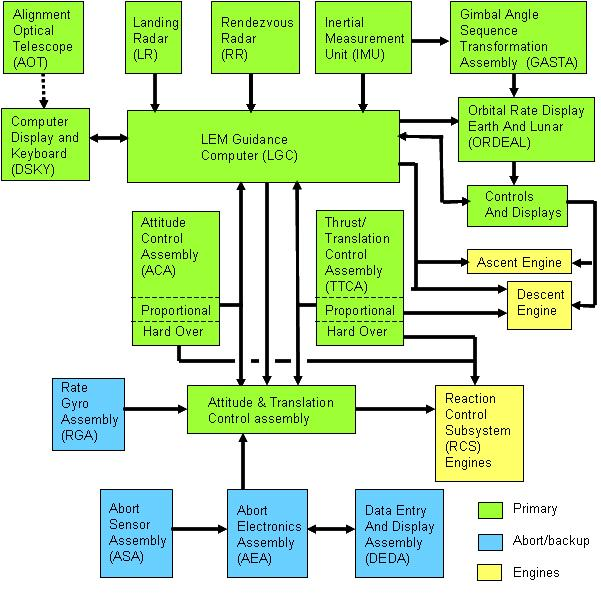 Alignment
Optical
Telescope
(AOT)
Landing
Radar
(LR)
Rendezvous
Radar
(RR)
Inertial
Measurement
Unit (IMU)
Gimbal Angle
Sequence
Transformation
Assembly (GASTA)
Computer
Display and
Keyboard
(DSKY)
LEM Guidance
Computer (LGC)
Orbital Rate Display
Earth And Lunar
(ORDEAL)
Controls
And Displays
Attitude
Control
Assembly
(ACA)
Proportional
Hard Over
Thrust/
Translation
Control
Assembly
(TTCA)
Proportional
Hard Over
Ascent Engine
Descent
Engine
Rate
Gyro
Assembly
(RGA)
Attitude & Translation
Control assembly
Reaction
Control
Subsystem
(RCS)
Engines
Abort
Sensor
Assembly
(ASA)
Abort
Electronics
Assembly
(AEA)
Data Entry
And Display
Assembly
(DEDA)
Primary
Abort/backup
Engines